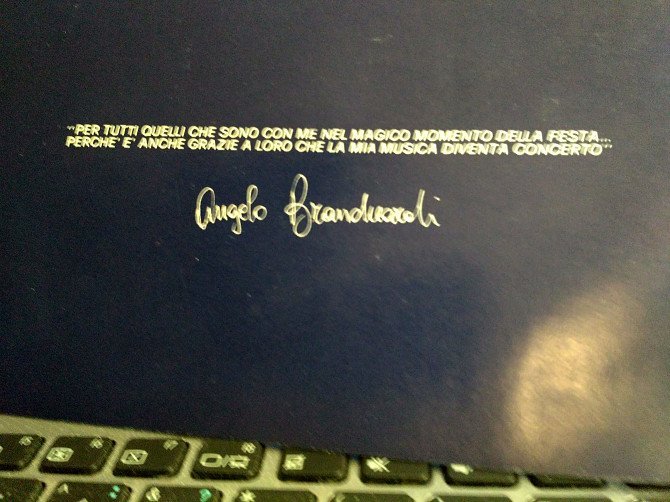 "PER TUTTI QUELLI CHE SONO CON ME NEL MAGICO MOMENTO DELLA FESTA...
PERCHE' E' ANCHE GRAZIE A LORO CHE LA MIA MUSICA DIVENTA CONCERTO"
Angelo Branduardi